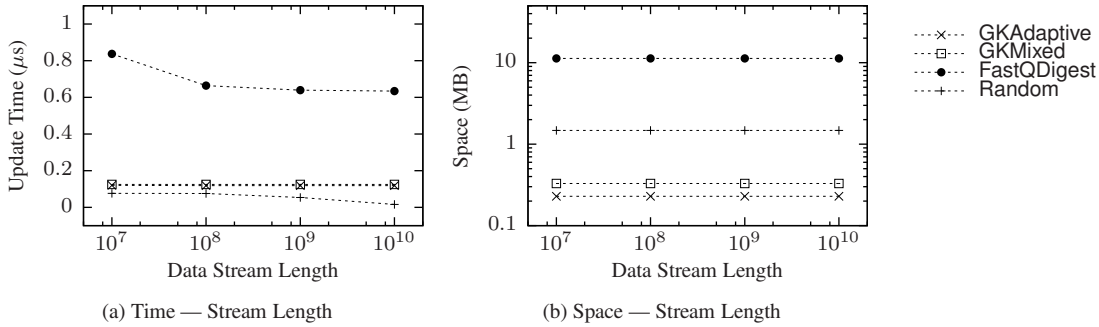 1
0.8
0.6
0.4
0.2
0
Update Time (μs)
10^7 10^8 10^9 10^10
Data Stream Length
(a) Time — Stream Length
10
1
0.1
Space (MB)
10^7 10^8 10^9 10^10
Data Stream Length
(b) Space — Stream Length
GKAdaptive
GKMixed
FastQDigest
Random